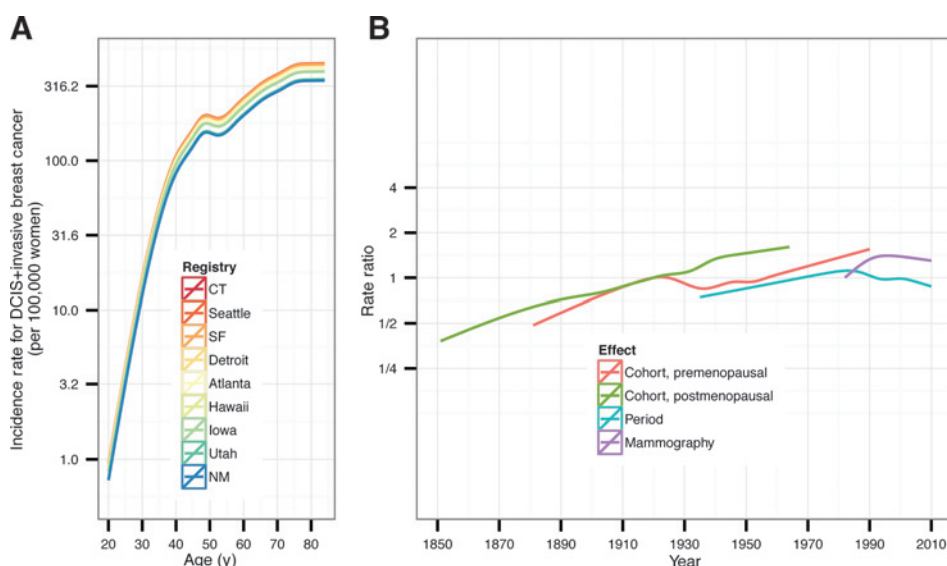 A
Incidence rate for DCIS+invasive breast cancer
(per 100,000 women)
316.2
100.0
31.6
10.0
3.2
1.0
Registry
CT
Seattle
SF
Detroit
Atlanta
Hawaii
Iowa
Utah
NM
20 30 40 50 60 70 80
Age (y)
B
Rate ratio
4
2
1
1/2
1/4
Effect
Cohort, premenopausal
Cohort, postmenopausal
Period
Mammography
1850 1870 1890 1910 1930 1950 1970 1990 2010
Year